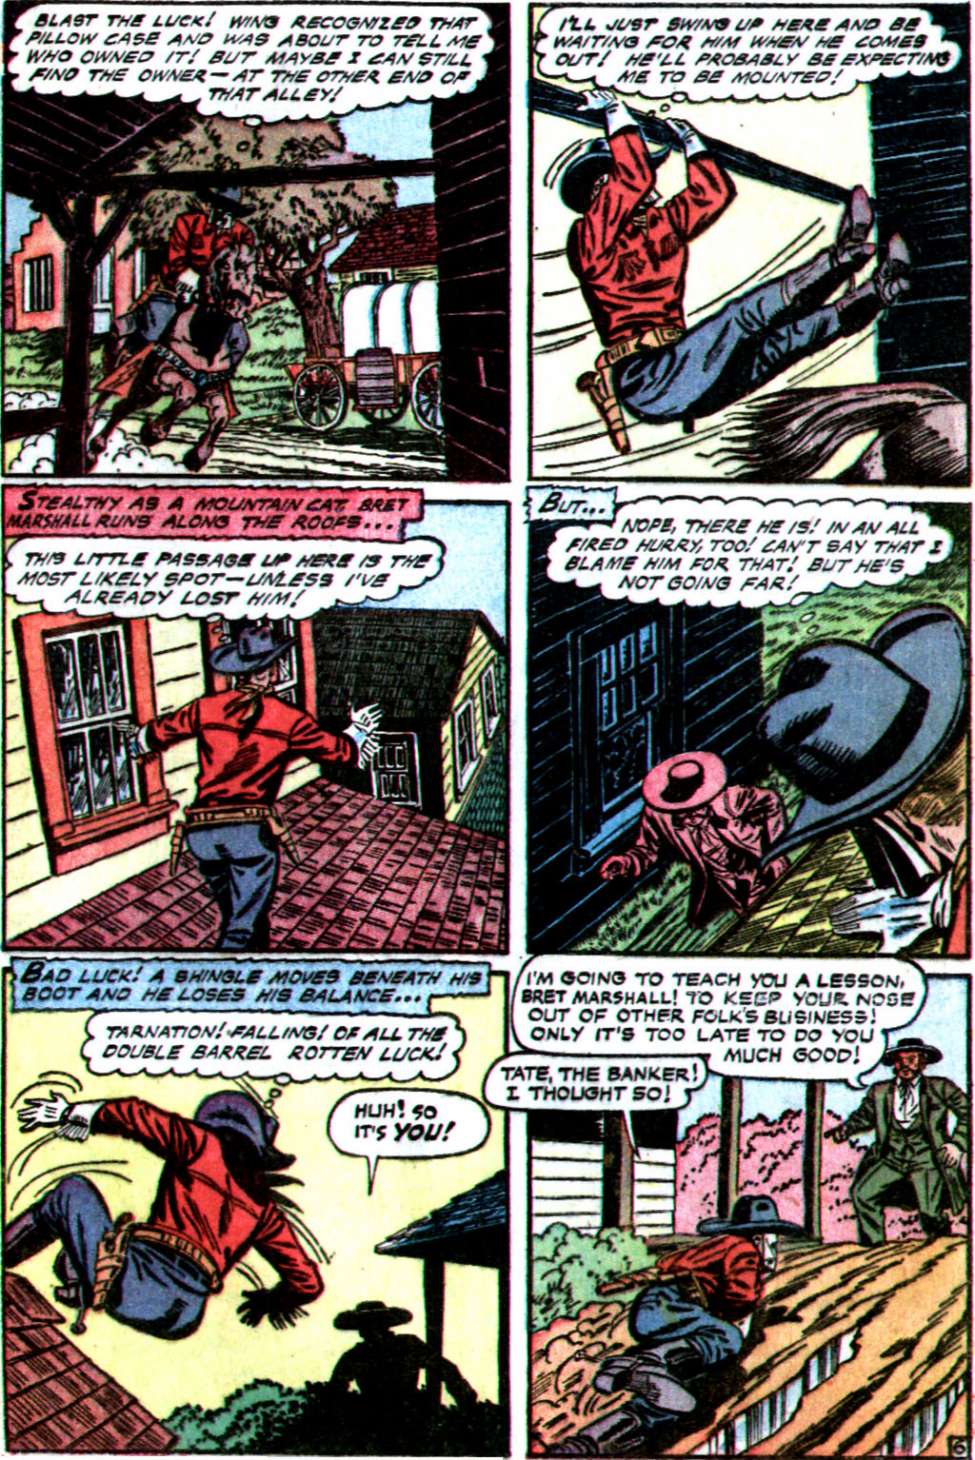 BLAST THE LUCK! WING RECOGNIZED THAT
PILLOW CASE AND WAS ABOUT TO TELL ME
WHO OWNED IT! BUT MAYBE I CAN STILL
FIND THE OWNER—AT THE OTHER END OF
THAT ALLEY!
I'LL JUST SWING UP HERE AND BE
WAITING FOR HIM WHEN HE COMES
OUT! HE'LL PROBABLY BE EXPECTING
ME TO BE MOUNTED!
STEALTHY AS A MOUNTAIN CAT, BRET
MARSHALL RUNS ALONG THE ROOFS...
THIS LITTLE PASSAGE UP HERE IS THE
MOST LIKELY SPOT—UNLESS I'VE
ALREADY LOST HIM!
BUT...
NOPE, THERE HE IS! IN AN ALL
FIRED HURRY, TOO! CAN'T SAY THAT I
BLAME HIM FOR THAT! BUT HE'S
NOT GOING FAR!
BAD LUCK! A SHINGLE MOVES BENEATH HIS
BOOT AND HE LOSES HIS BALANCE...
TARNATION! FALLING! OF ALL THE
DOUBLE BARREL ROTTEN LUCK!
HUH! SO
IT'S YOU!
I'M GOING TO TEACH YOU A LESSON,
BRET MARSHALL! TO KEEP YOUR NOSE
OUT OF OTHER FOLK'S BUSINESS!
ONLY IT'S TOO LATE TO DO YOU
MUCH GOOD!
TATE, THE BANKER!
I THOUGHT SO!
6